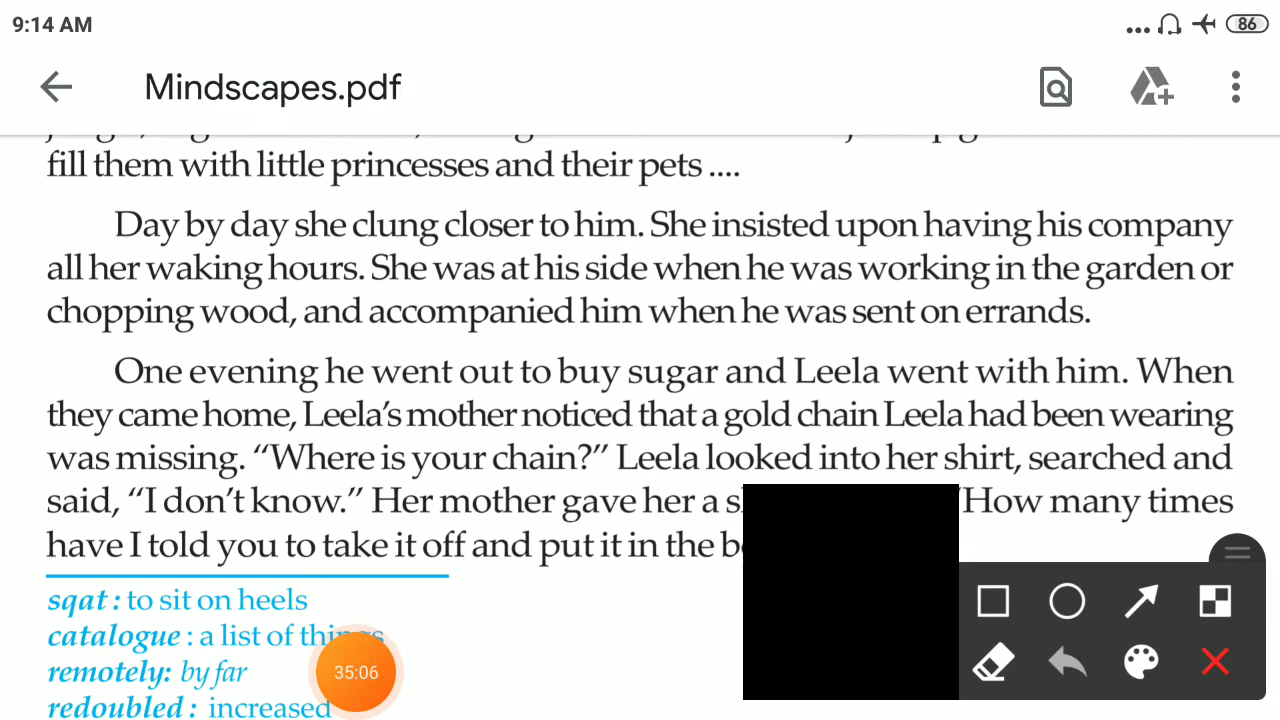 9:14 AM
86
Mindscapes.pdf
fill them with little princesses and their pets ....
Day by day she clung closer to him. She insisted upon having his company
all her waking hours. She was at his side when he was working in the garden or
chopping wood, and accompanied him when he was sent on errands.
One evening he went out to buy sugar and Leela went with him. When
they came home, Leela's mother noticed that a gold chain Leela had been wearing
was missing. “Where is your chain?” Leela looked into her shirt, searched and
said, “I don't know.” Her mother gave her a “How many times
have I told you to take it off and put it in the
sqat : to sit on heels
catalogue : a list of things
remotely: by far
35:06
redoubled : increased